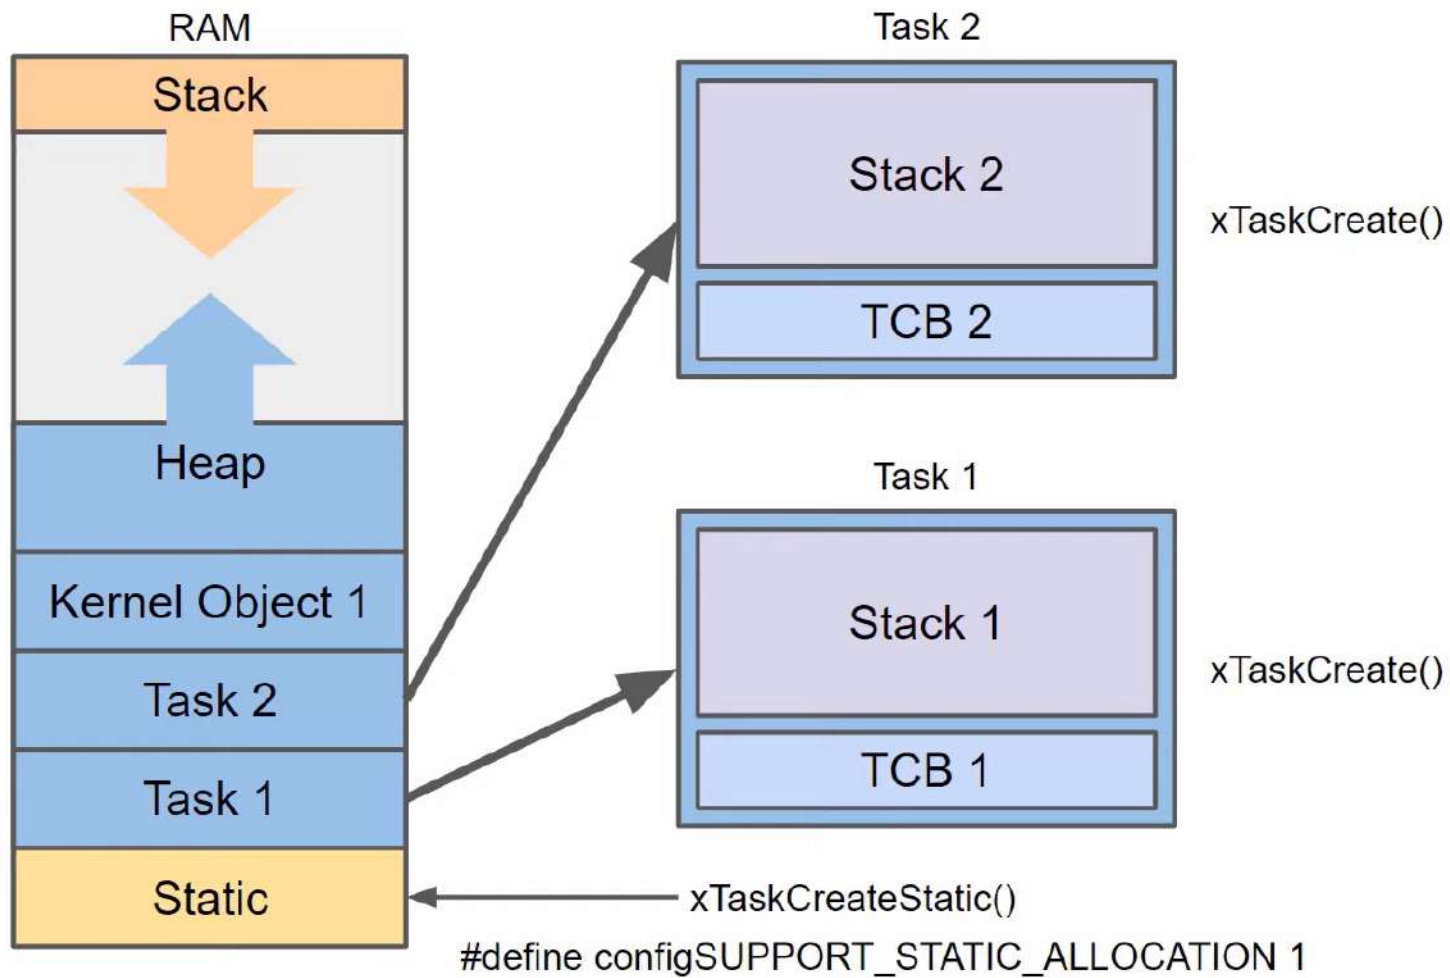 RAM
Stack
Heap
Kernel Object 1
Task 2
Task 1
Static
Task 2
Stack 2
TCB 2
xTaskCreate()
Task 1
Stack 1
TCB 1
xTaskCreate()
xTaskCreateStatic()
#define configSUPPORT_STATIC_ALLOCATION 1